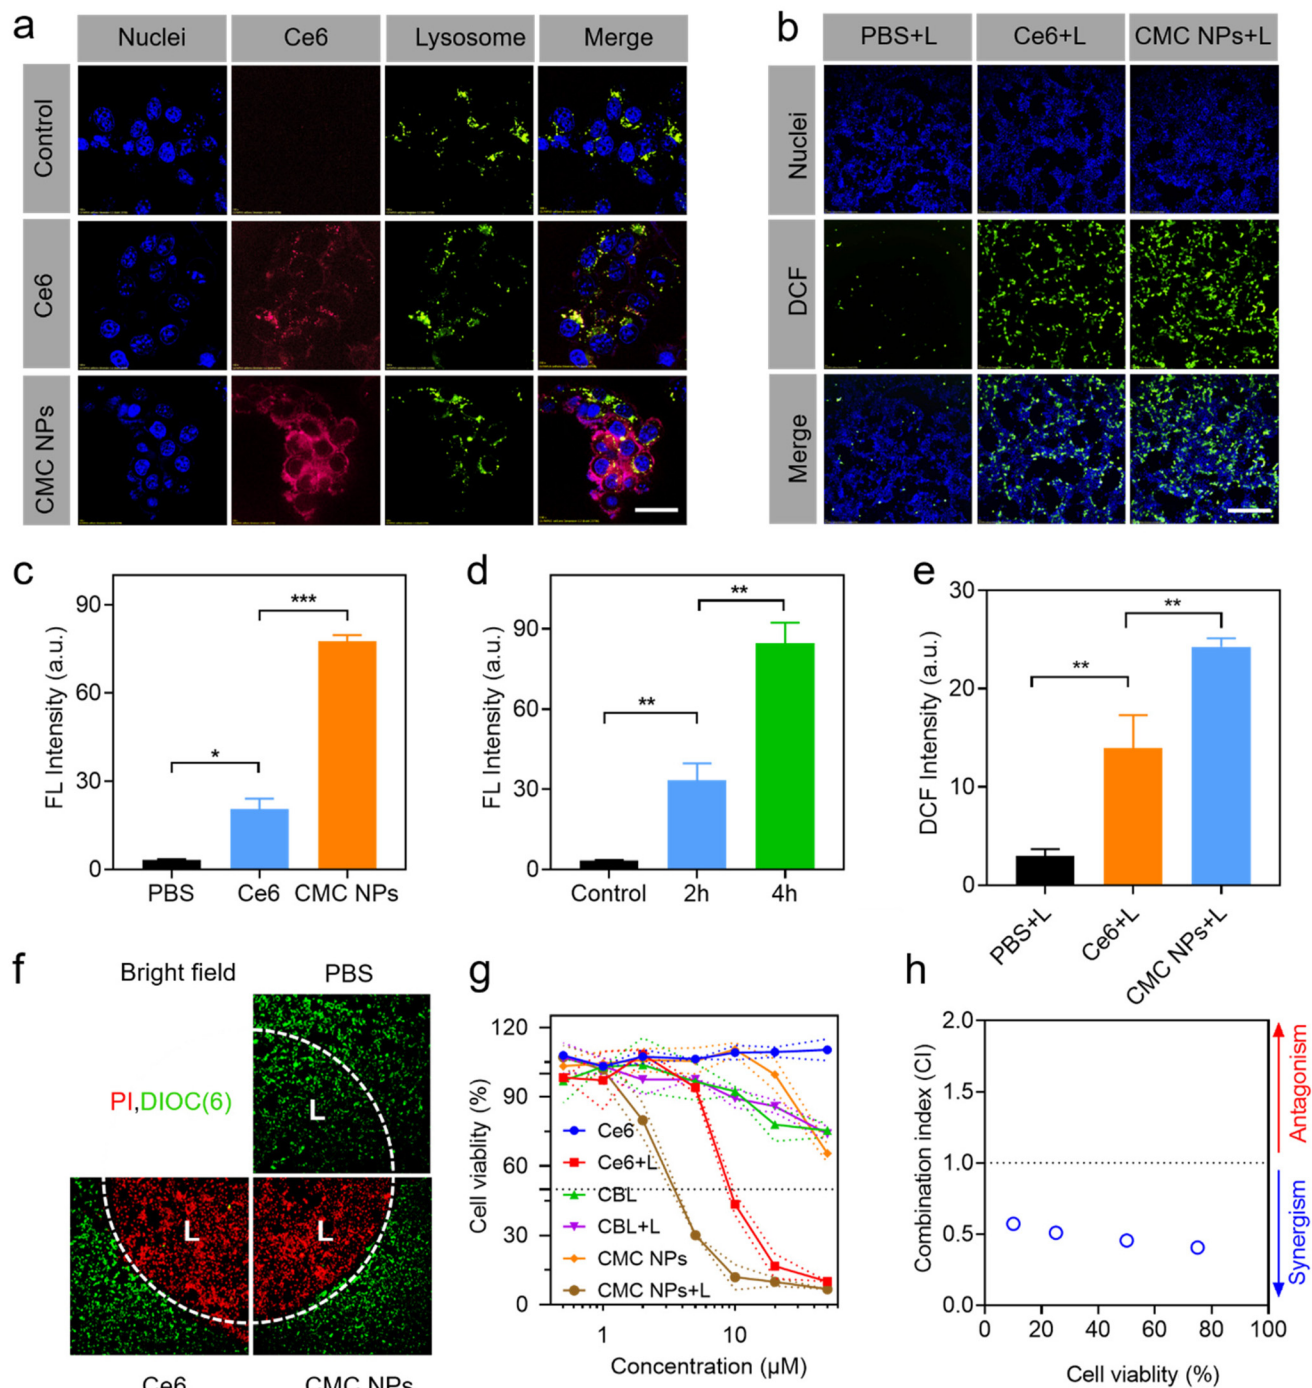 a
Nuclei Ce6 Lysosome Merge
Control
Ce6
CMC NPs
b
PBS+L Ce6+L CMC NPs+L
Nuclei
DCF
Merge
c
FL Intensity (a.u.)
90
60
30
0
*
***
PBS Ce6 CMC NPs
d
FL Intensity (a.u.)
90
60
30
0
**
**
Control 2h 4h
e
DCF Intensity (a.u.)
30
20
10
0
**
**
PBS+L
Ce6+L
CMC NPs+L
f
Bright field PBS
PI,DIOC(6)
L
L L
Ce6 CMC NPs
g
Cell viablity (%)
120
90
60
30
0
Ce6
Ce6+L
CBL
CBL+L
CMC NPs
CMC NPs+L
1 10
Concentration (µM)
h
Combination index (CI)
2.0
1.5
1.0
0.5
0.0
0 20 40 60 80 100
Cell viablity (%)
Antagonism
Synergism